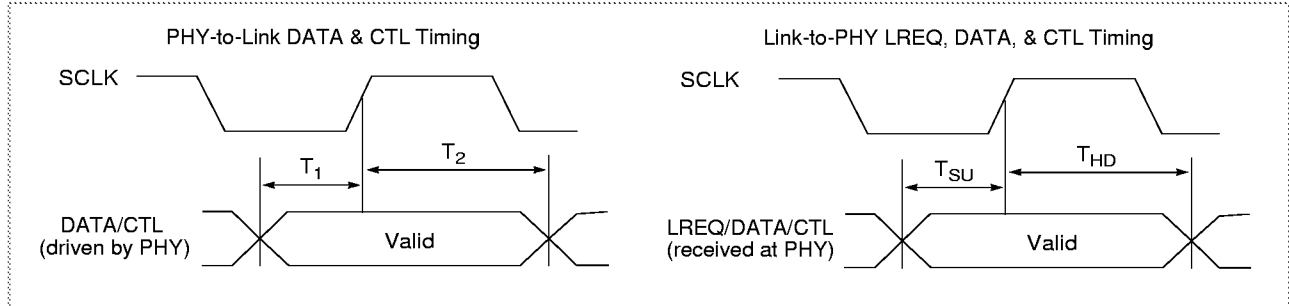 PHY-to-Link DATA & CTL Timing
SCLK
T1
T2
DATA/CTL
(driven by PHY)
Valid
Link-to-PHY LREQ, DATA, & CTL Timing
SCLK
TSU
THD
LREQ/DATA/CTL
(received at PHY)
Valid